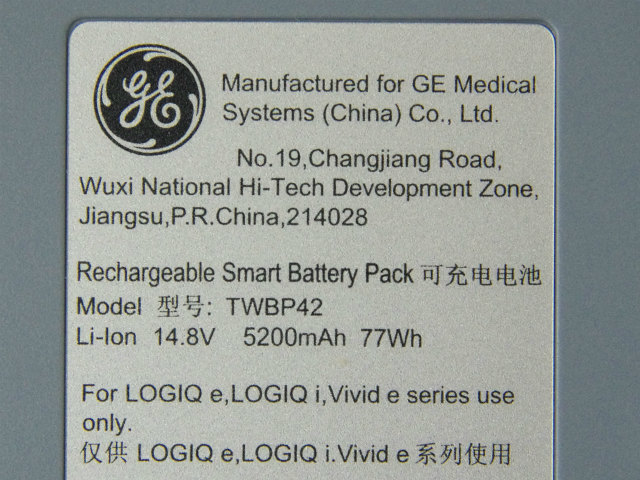 GE
Manufactured for GE Medical
Systems (China) Co., Ltd.
No.19,Changjiang Road,
Wuxi National Hi-Tech Development Zone,
Jiangsu,P.R.China,214028
Rechargeable Smart Battery Pack 可充电电池
Model 型号: TWBP42
Li-Ion 14.8V 5200mAh 77Wh
For LOGIQ e,LOGIQ i,Vivid e series use
only.
仅供 LOGIQ e,LOGIQ i.Vivid e 系列使用